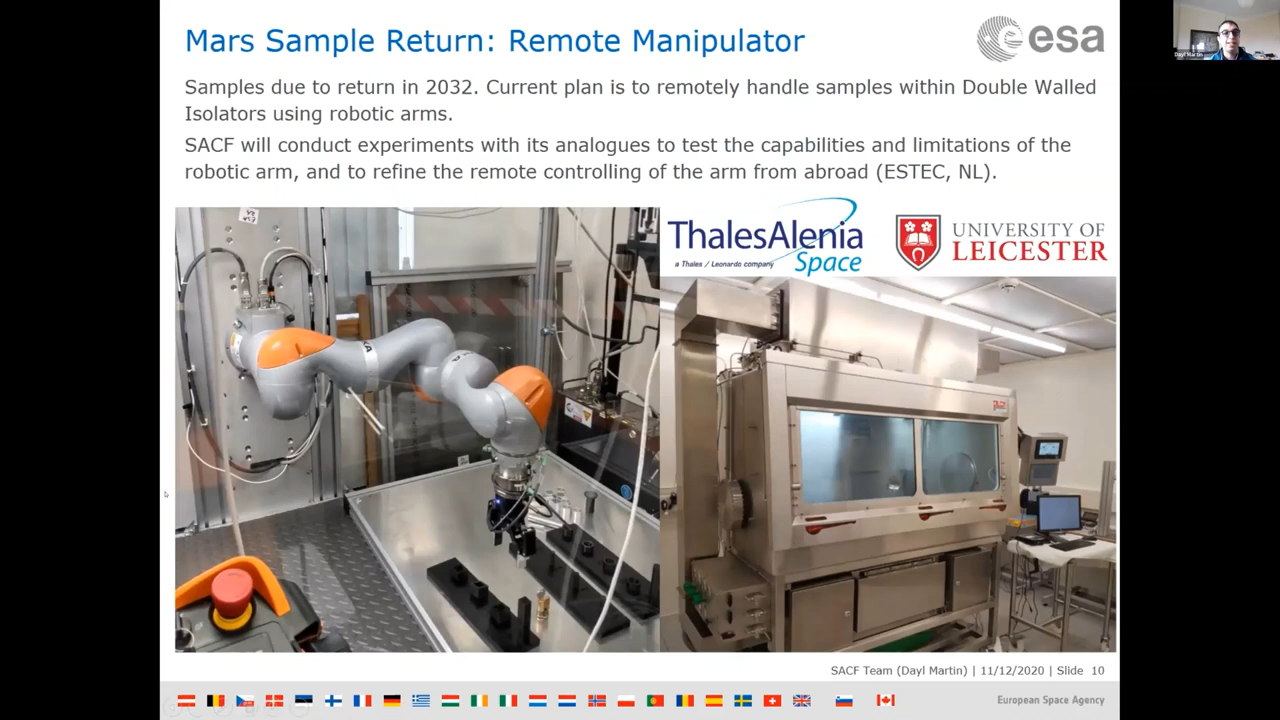 Mars Sample Return: Remote Manipulator
esa
Samples due to return in 2032. Current plan is to remotely handle samples within Double Walled
Isolators using robotic arms.
SACF will conduct experiments with its analogues to test the capabilities and limitations of the
robotic arm, and to refine the remote controlling of the arm from abroad (ESTEC, NL).
ThalesAlenia
a Thales / Leonardo company
Space
UNIVERSITY OF
LEICESTER
SACF Team (Dayl Martin) | 11/12/2020 | Slide 10
European Space Agency
Dayl Martin